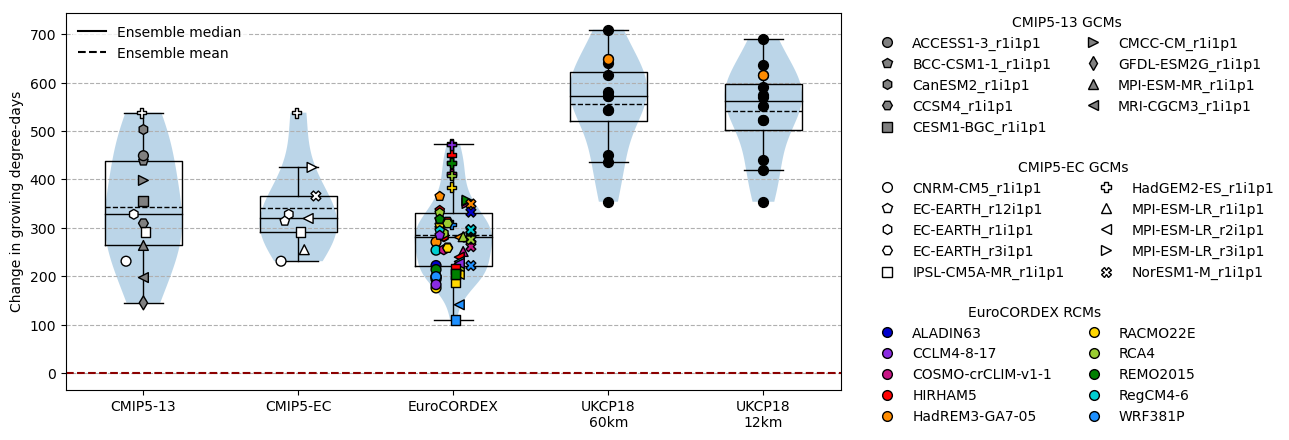 Change in growing degree-days
700
600
500
400
300
200
100
0
Ensemble median
Ensemble mean
CMIP5-13
CMIP5-EC
EuroCORDEX
UKCP18
60km
UKCP18
12km
CMIP5-13 GCMs
ACCESS1-3_r1i1p1
BCC-CSM1-1_r1i1p1
CanESM2_r1i1p1
CCSM4_r1i1p1
CESM1-BGC_r1i1p1
CMCC-CM_r1i1p1
GFDL-ESM2G_r1i1p1
MPI-ESM-MR_r1i1p1
MRI-CGCM3_r1i1p1
CMIP5-EC GCMs
CNRM-CM5_r1i1p1
EC-EARTH_r12i1p1
EC-EARTH_r1i1p1
EC-EARTH_r3i1p1
IPSL-CM5A-MR_r1i1p1
HadGEM2-ES_r1i1p1
MPI-ESM-LR_r1i1p1
MPI-ESM-LR_r2i1p1
MPI-ESM-LR_r3i1p1
NorESM1-M_r1i1p1
EuroCORDEX RCMs
ALADIN63
CCLM4-8-17
COSMO-crCLIM-v1-1
HIRHAM5
HadREM3-GA7-05
RACMO22E
RCA4
REMO2015
RegCM4-6
WRF381P